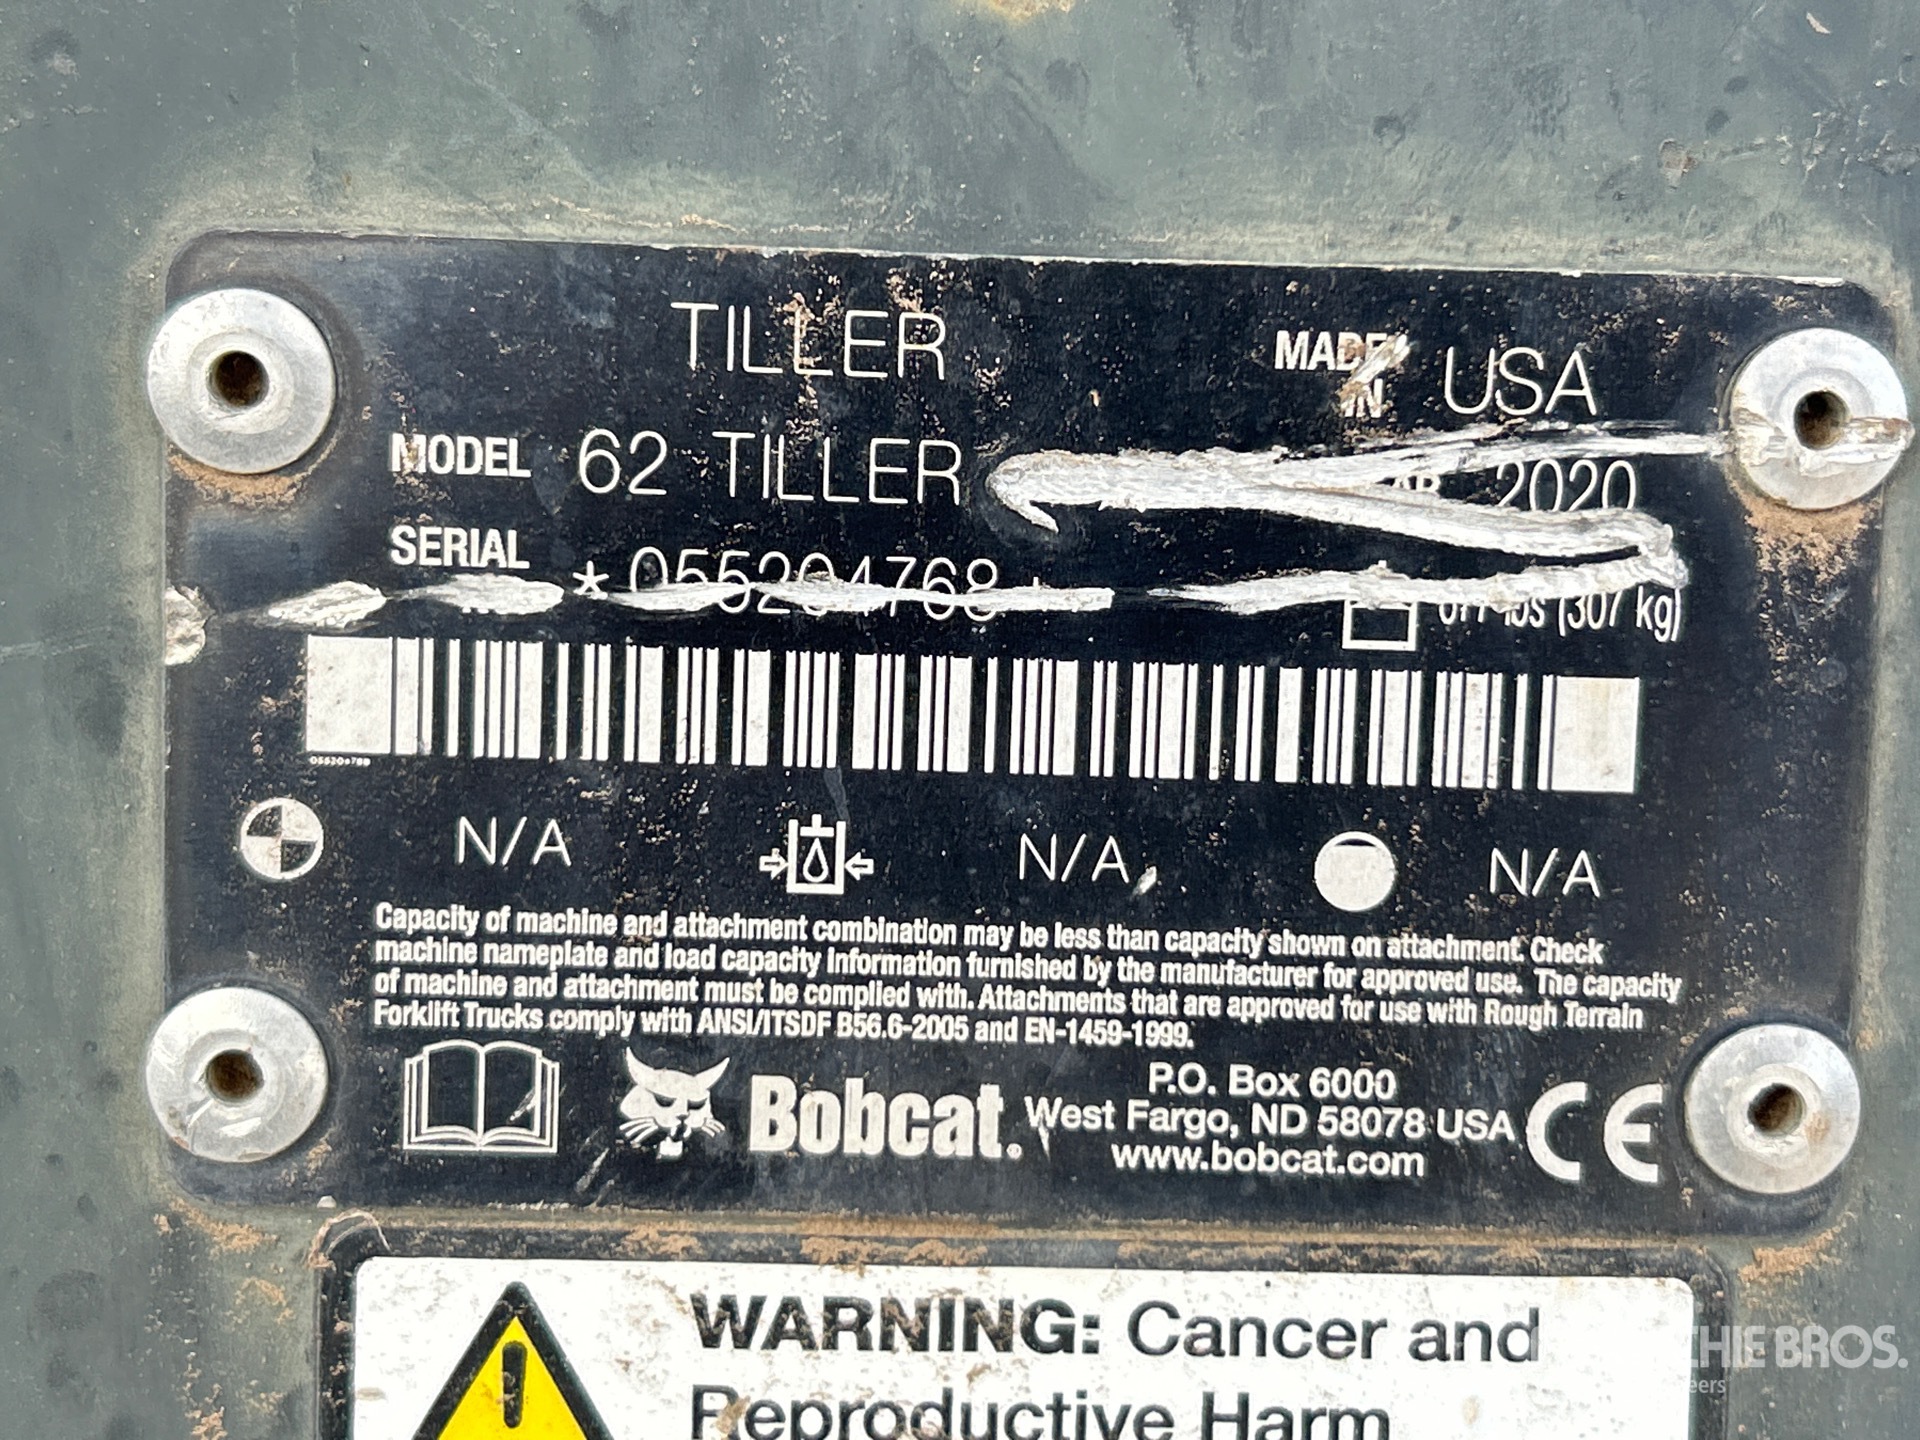 TILLER
MADE IN USA
MODEL 62 TILLER
2020
SERIAL
*055204768
lbs (307 kg)
N/A N/A N/A
Capacity of machine and attachment combination may be less than capacity shown on attachment. Check
machine nameplate and load capacity information furnished by the manufacturer for approved use. The capacity
of machine and attachment must be complied with. Attachments that are approved for use with Rough Terrain
Forklift Trucks comply with ANSI/ITSDF B56.6-2005 and EN-1459-1999.
Bobcat®
P.O. Box 6000
West Fargo, ND 58078 USA
www.bobcat.com
CE
WARNING: Cancer and
Reproductive Harm
BROS.